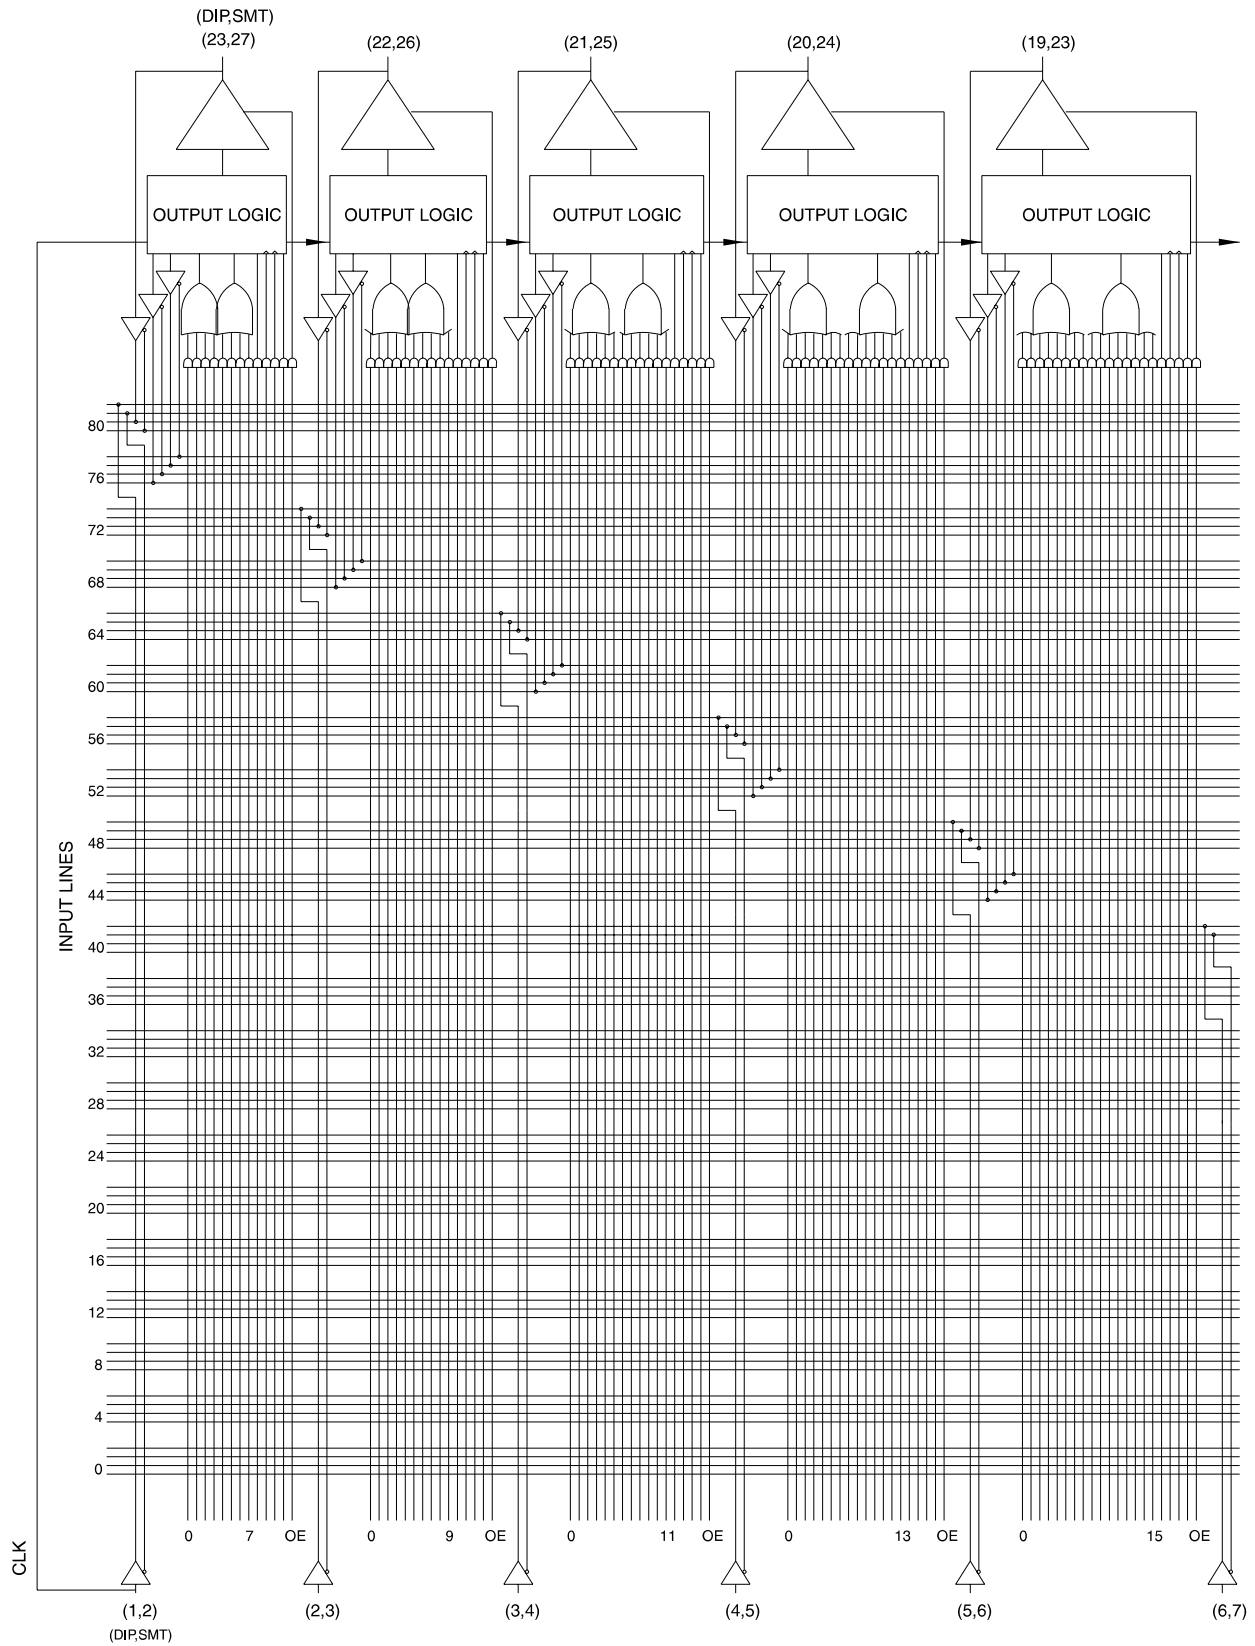 (DIP,SMT)
(23,27) (22,26) (21,25) (20,24) (19,23)
OUTPUT LOGIC OUTPUT LOGIC OUTPUT LOGIC OUTPUT LOGIC OUTPUT LOGIC
80
76
72
68
64
60
56
52
48
44
40
36
32
28
24
20
16
12
8
4
0
INPUT LINES
0 7 OE 0 9 OE 0 11 OE 0 13 OE 0 15 OE
CLK
(1,2) (2,3) (3,4) (4,5) (5,6) (6,7)
(DIP,SMT)